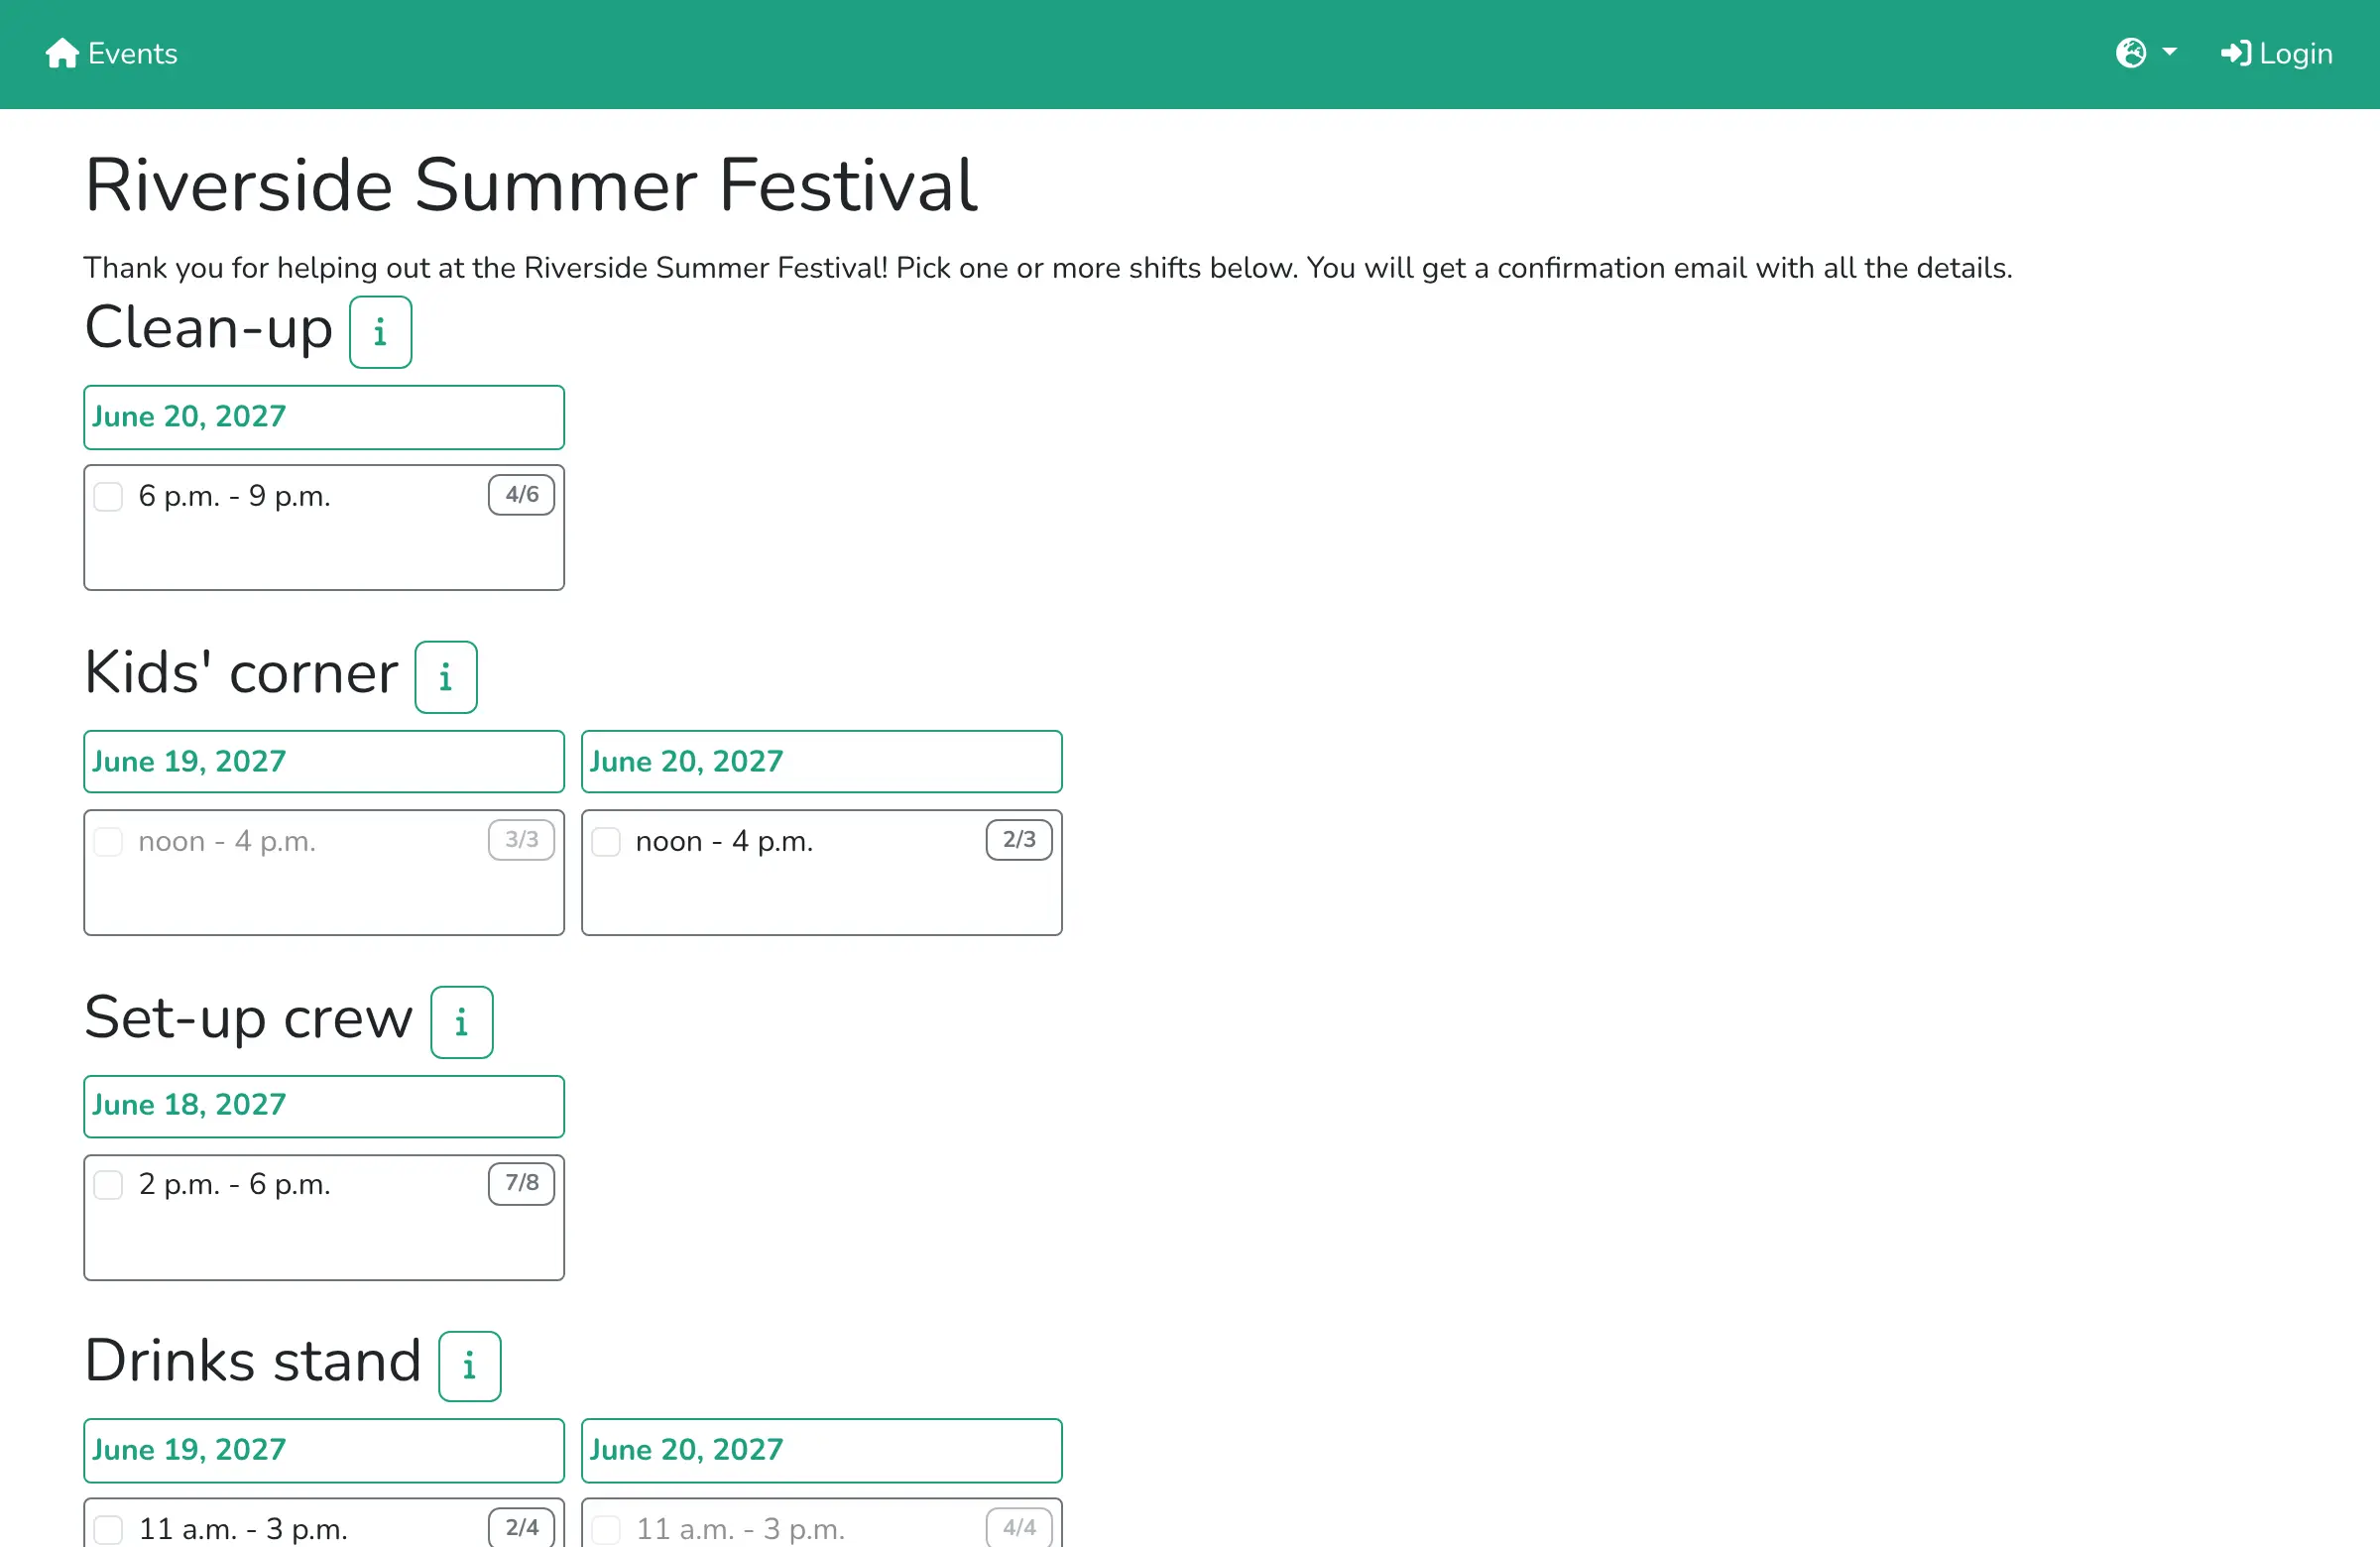 Events
Login
Riverside Summer Festival
Thank you for helping out at the Riverside Summer Festival! Pick one or more shifts below. You will get a confirmation email with all the details.
Clean-up i
June 20, 2027
6 p.m. - 9 p.m. 4/6
Kids' corner i
June 19, 2027 June 20, 2027
noon - 4 p.m. 3/3 noon - 4 p.m. 2/3
Set-up crew i
June 18, 2027
2 p.m. - 6 p.m. 7/8
Drinks stand i
June 19, 2027 June 20, 2027
11 a.m. - 3 p.m. 2/4 11 a.m. - 3 p.m. 4/4